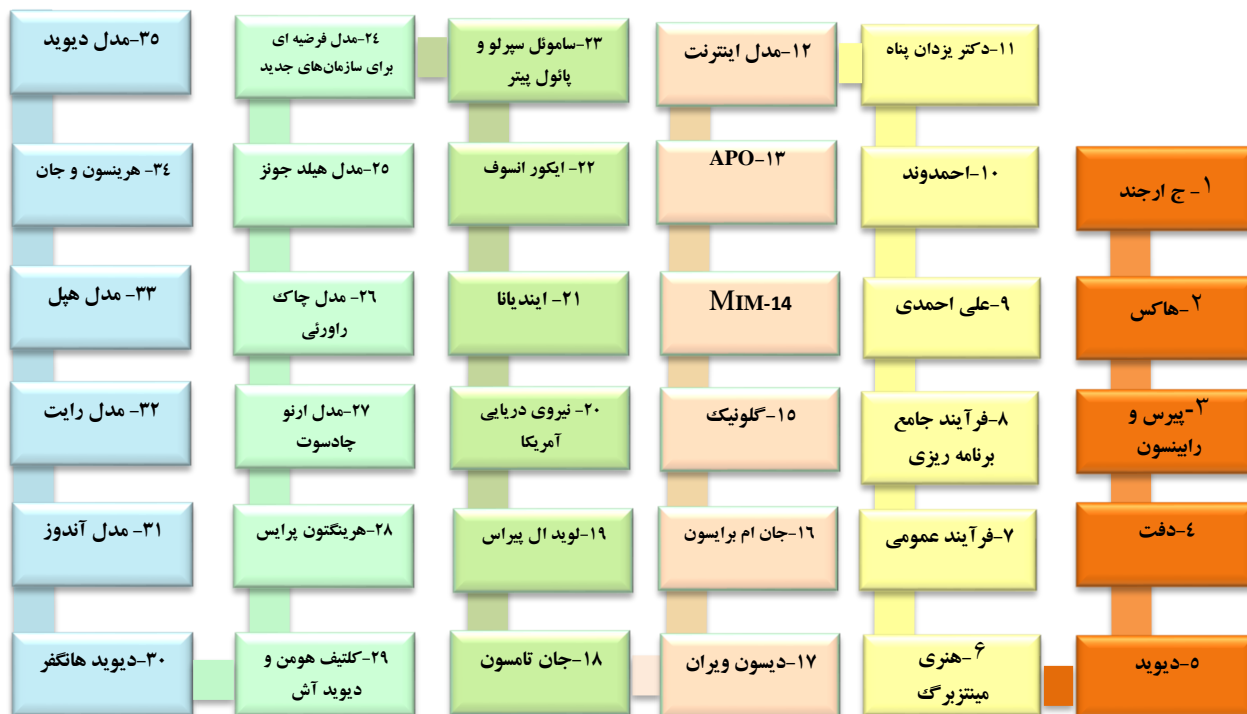 ۱- ج ارجند
۲-هاکس
۳-پیرس و
رابینسون
۴-دفت
۵-دیوید
۶-هنری
مینتزبرگ
۷-فرآیند عمومی
۸-فرآیند جامع
برنامه ریزی
۹-علی احمدی
۱۰-احمدوند
۱۱-دکتر یزدان پناه
۱۲-مدل اینترنت
۱۳-APO
MIM-14
۱۵-گلونیک
۱۶-جان ام برایسون
۱۷-دیسون ویران
۱۸-جان تامسون
۱۹-لوید ال پیراس
۲۰- نیروی دریایی
آمریکا
۲۱- ایندیانا
۲۲- ایکور انسوف
۲۳-ساموئل سپرلو و
پائول پیتر
۲۴-مدل فرضیه ای
برای سازمان‌های جدید
۲۵-مدل هیلد جونز
۲۶- مدل چاک
راورئی
۲۷-مدل ارنو
چادسوت
۲۸-هرینگتون پرایس
۲۹-کلتیف هومن و
دیوید آش
۳۰-دیوید هانگفر
۳۱- مدل آندوز
۳۲- مدل رایت
۳۳- مدل هپل
۳۴- هرینسون و جان
۳۵-مدل دیوید